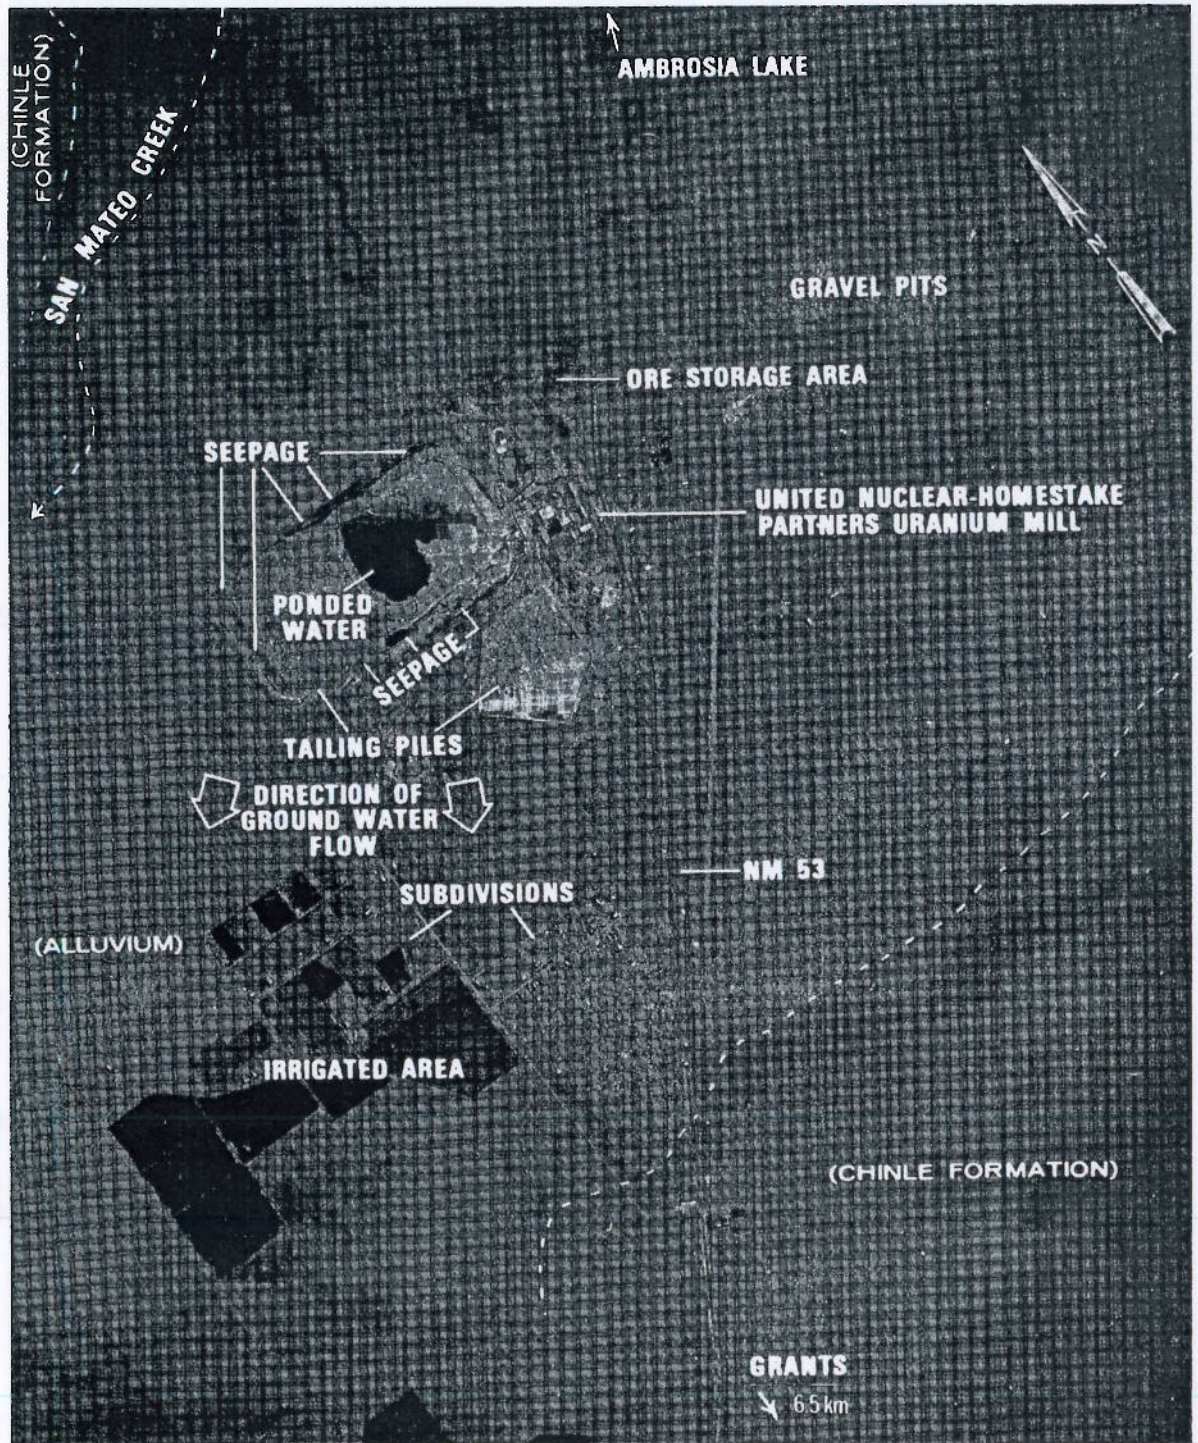 AMBROSIA LAKE
(CHINLE
FORMATION)
SAN MATEO CREEK
N
GRAVEL PITS
ORE STORAGE AREA
SEEPAGE
UNITED NUCLEAR-HOMESTAKE
PARTNERS URANIUM MILL
PONDED
WATER
SEEPAGE
TAILING PILES
DIRECTION OF
GROUND WATER
FLOW
NM 53
SUBDIVISIONS
(ALLUVIUM)
IRRIGATED AREA
(CHINLE FORMATION)
GRANTS
6.5 km